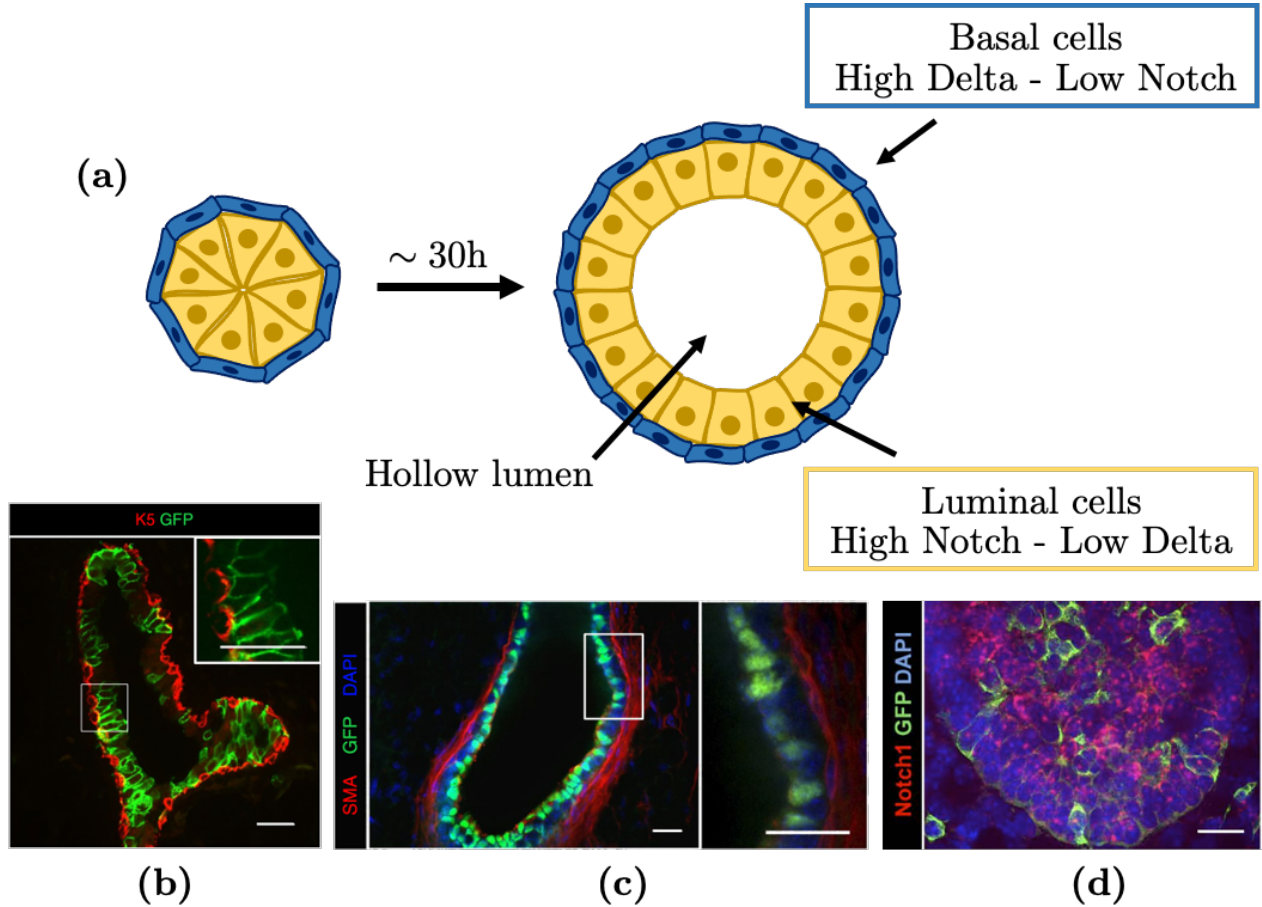 Basal cells
High Delta - Low Notch
(a)
∼ 30h
Hollow lumen
Luminal cells
High Notch - Low Delta
K5 GFP
SMA GFP DAPI
Notch1 GFP DAPI
(b)
(c)
(d)